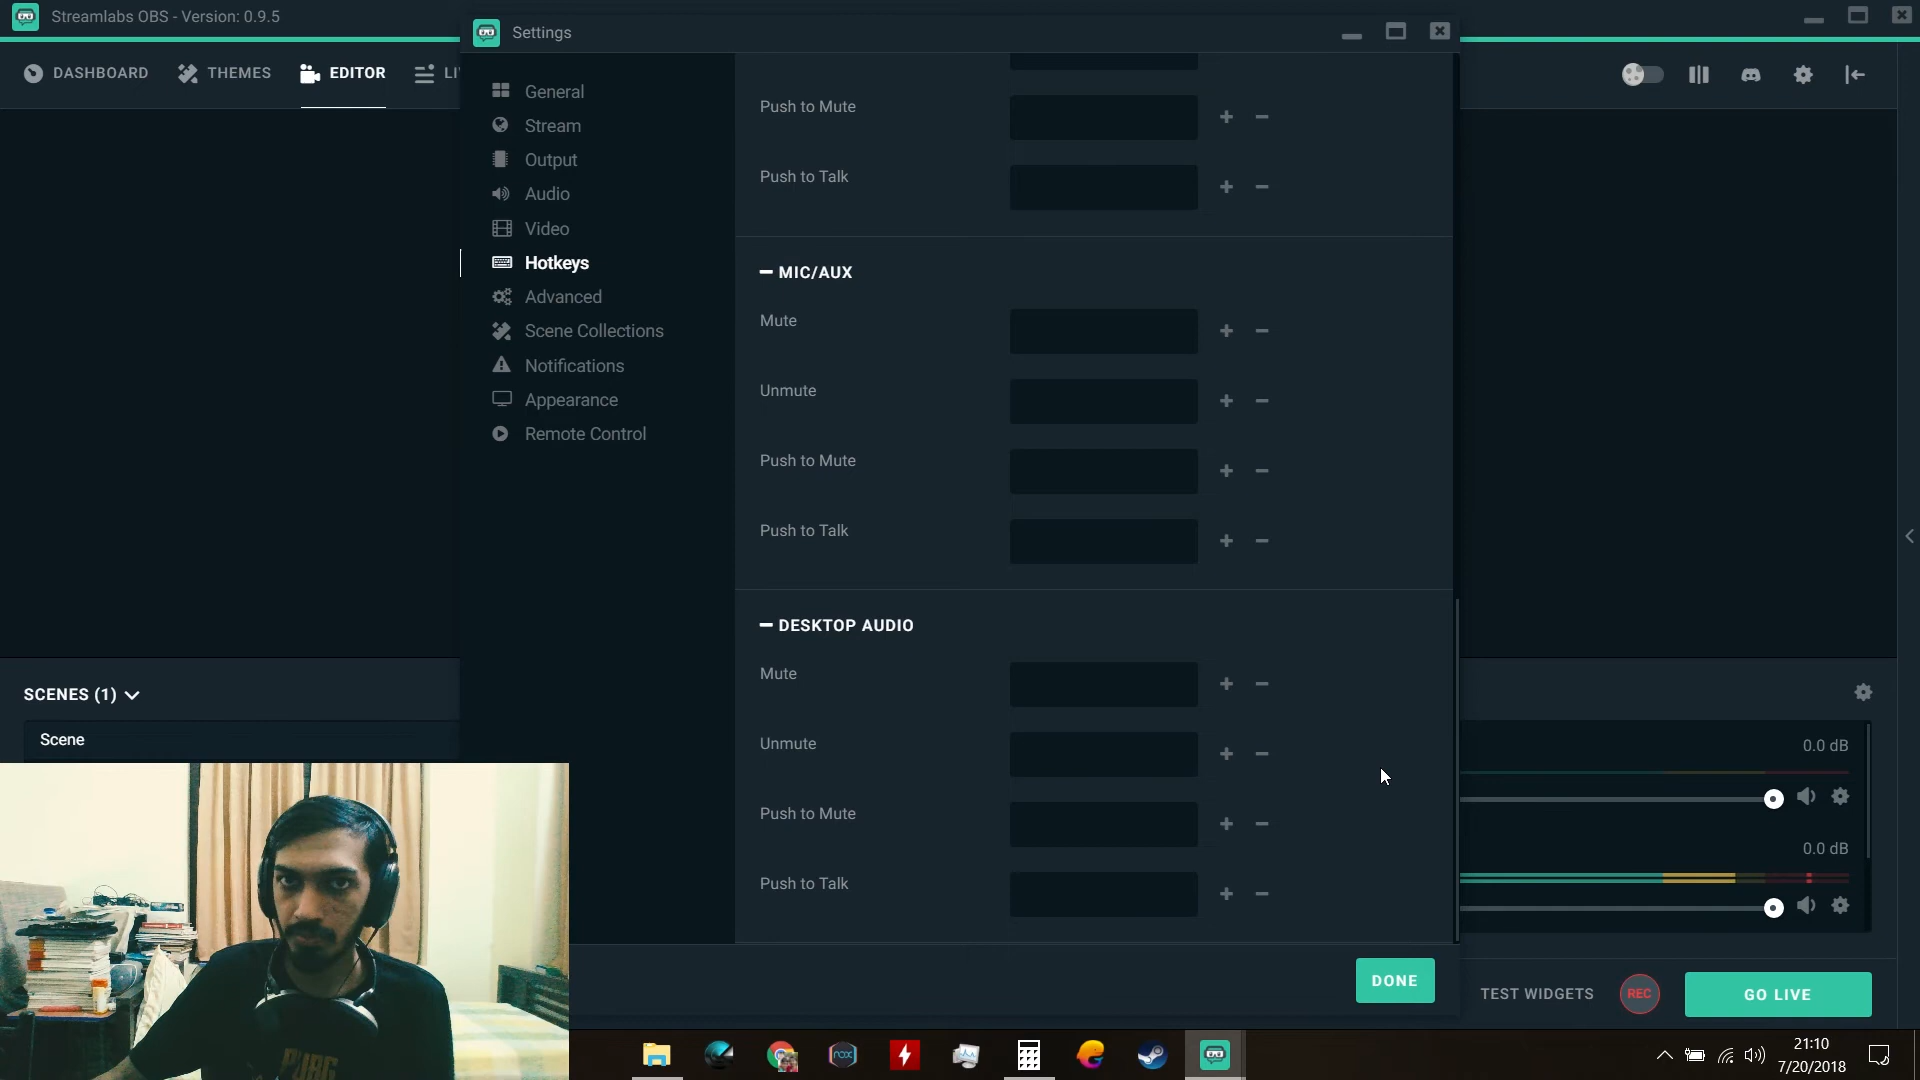 Streamlabs OBS - Version: 0.9.5
Settings
DASHBOARD
THEMES
EDITOR
LI
General
Stream
Output
Audio
Video
Hotkeys
Advanced
Scene Collections
Notifications
Appearance
Remote Control
Push to Mute
Push to Talk
MIC/AUX
Mute
Unmute
Push to Mute
Push to Talk
DESKTOP AUDIO
Mute
Unmute
Push to Mute
Push to Talk
DONE
SCENES (1)
Scene
0.0 dB
0.0 dB
TEST WIDGETS
REC
GO LIVE
PUBG
nox
21:10
7/20/2018